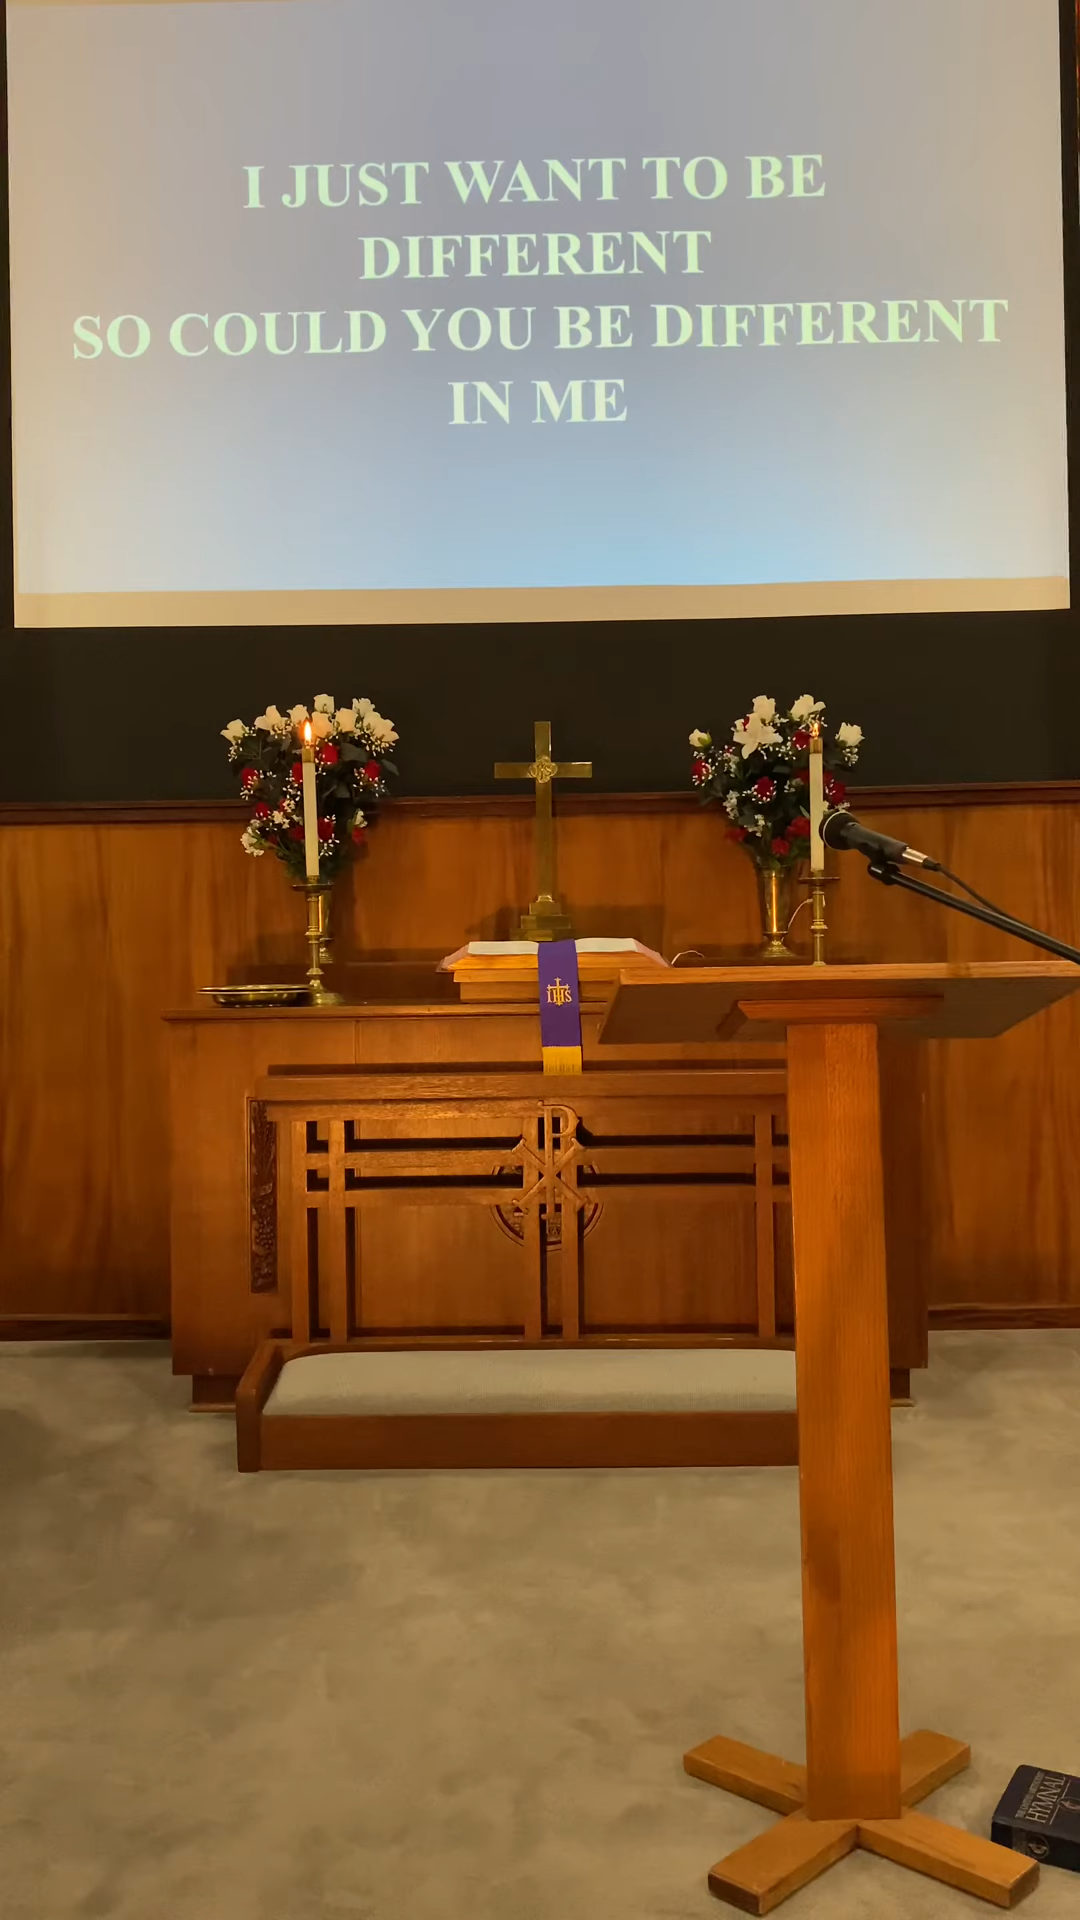 I JUST WANT TO BE
DIFFERENT
SO COULD YOU BE DIFFERENT
IN ME
IHS
HYMNAL